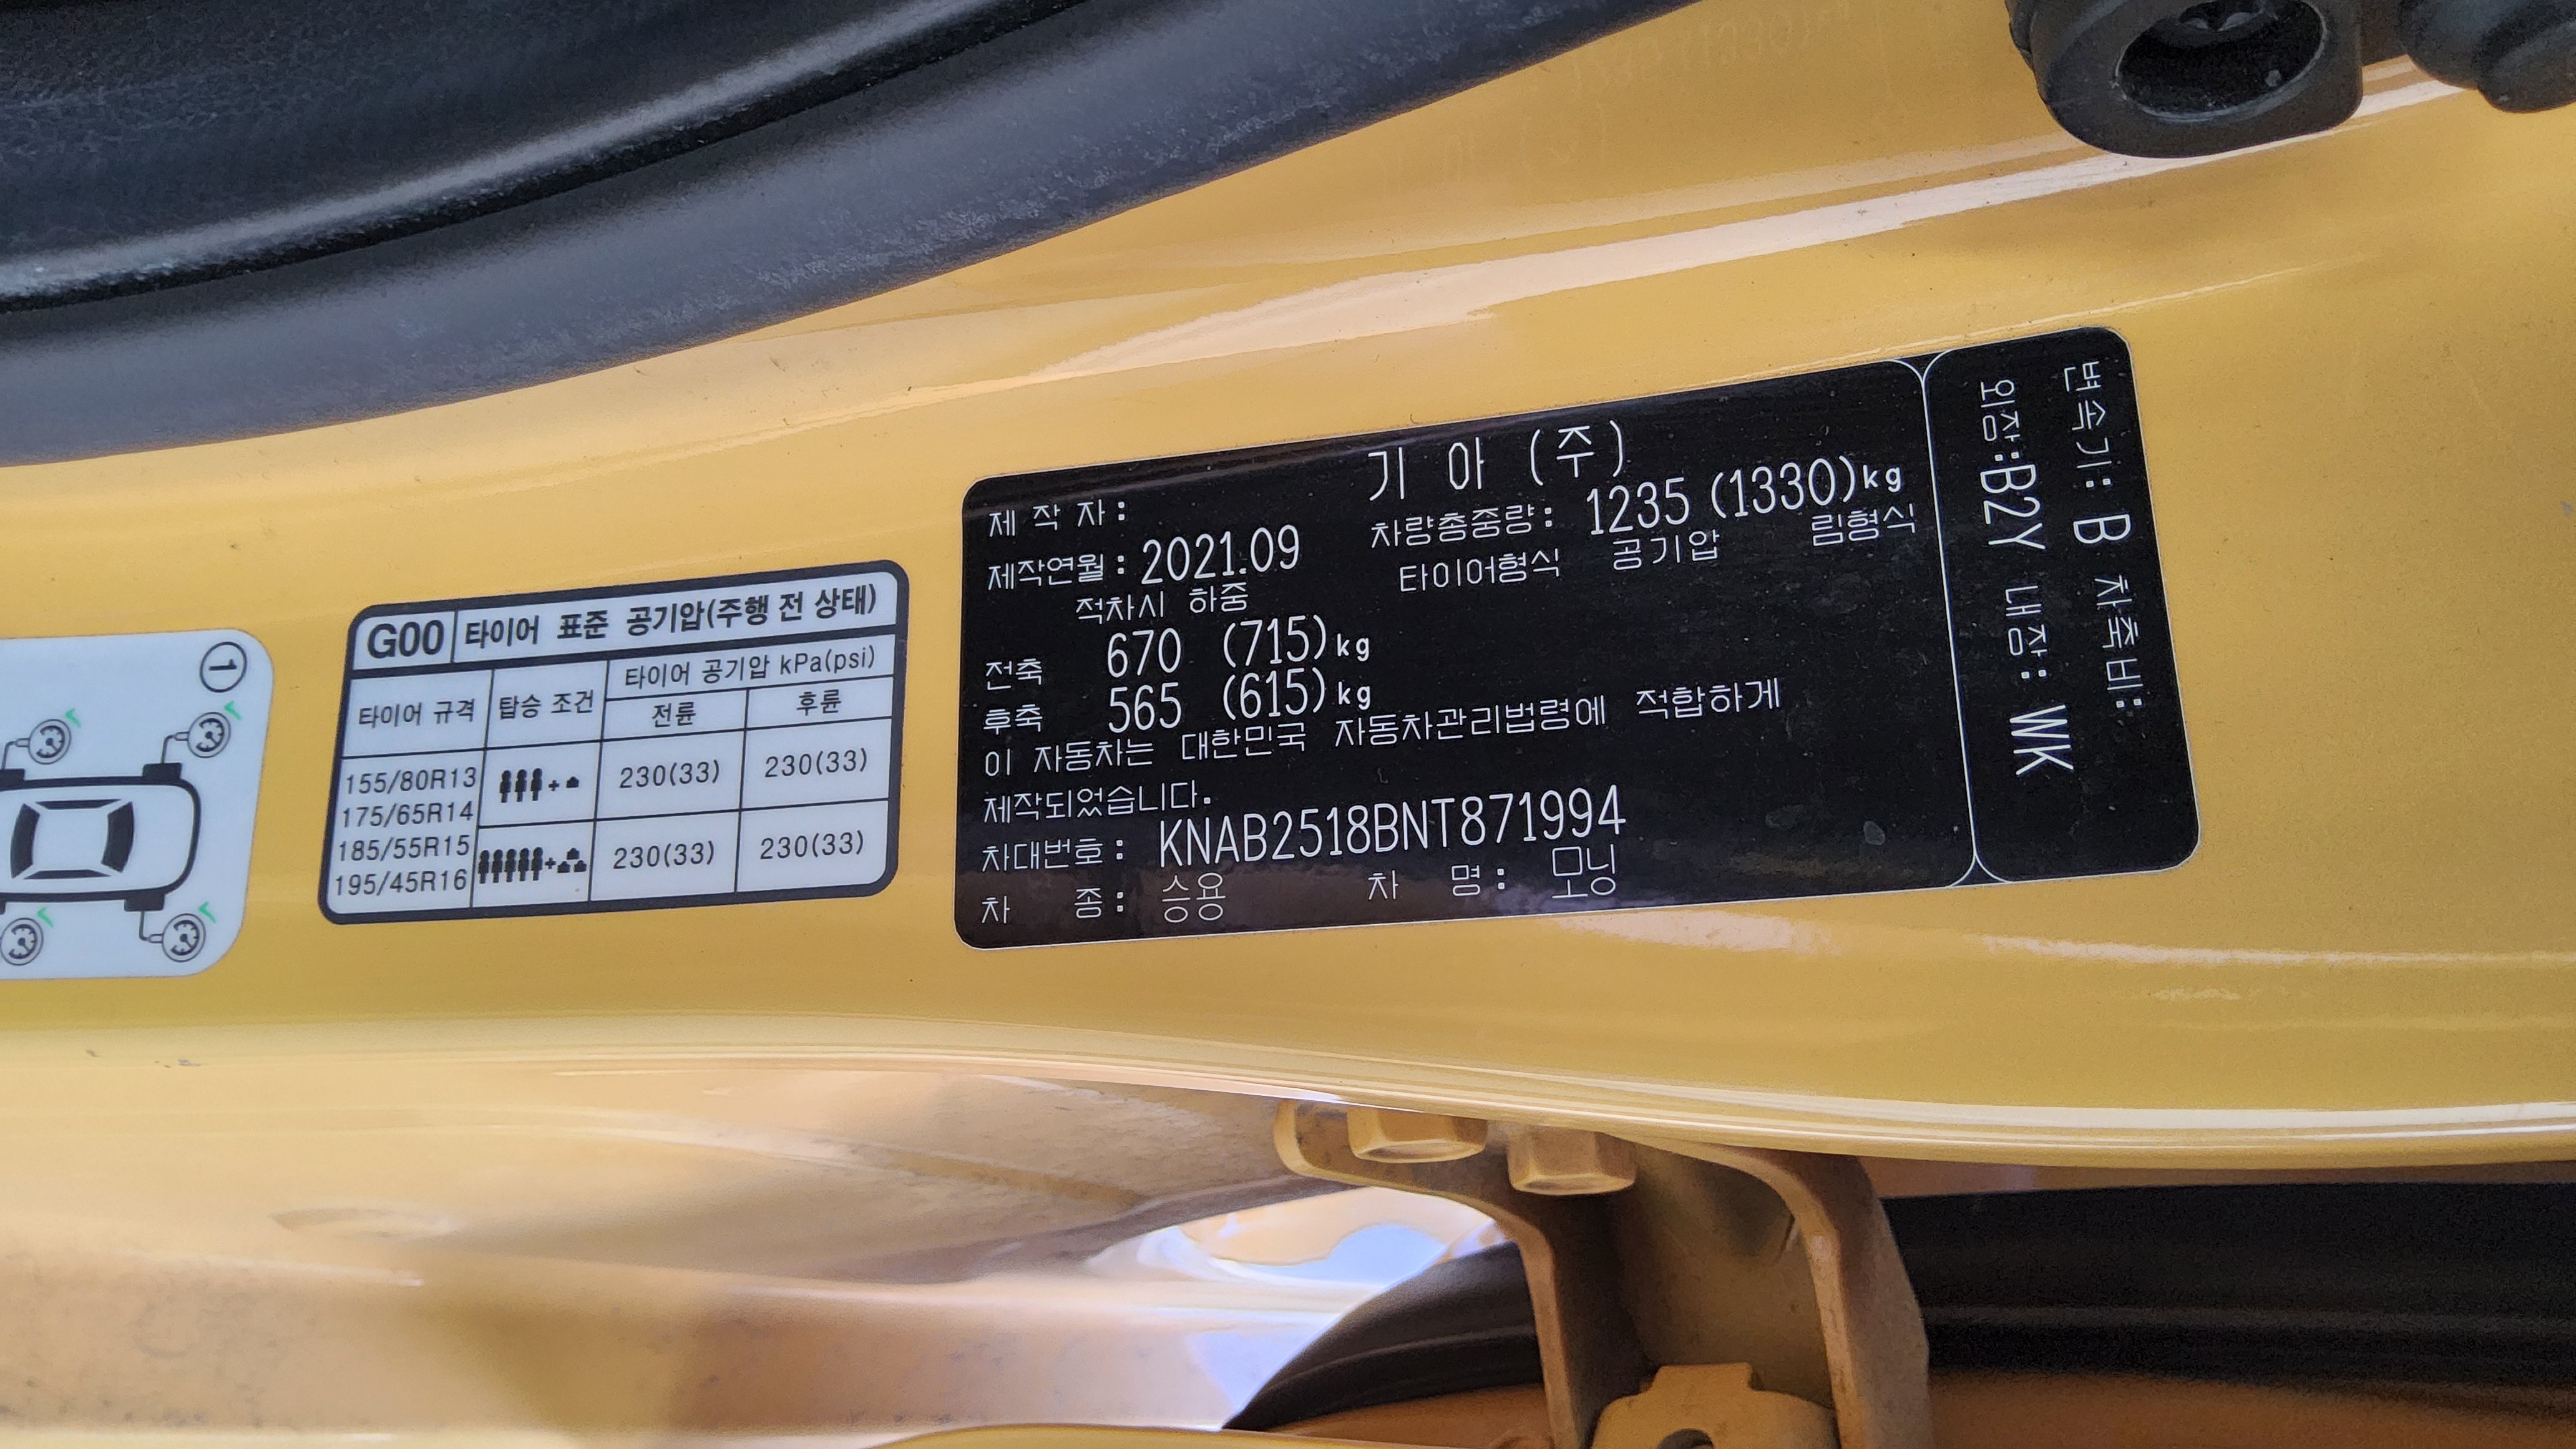 1
G00 타이어 표준 공기압(주행 전 상태)
타이어 규격 탑승 조건 타이어 공기압 kPa(psi)
전륜 후륜
155/80R13
175/65R14
185/55R15
195/45R16
230(33) 230(33)
230(33) 230(33)
제 작 자 : 기 아 (주)
제작연월 : 2021.09 차량총중량 : 1235 (1330)kg
적차시 하중 타이어형식 공기압 림형식
전축 670 (715)kg
후축 565 (615)kg
이 자동차는 대한민국 자동차관리법령에 적합하게
제작되었습니다.
차대번호 : KNAB2518BNT871994
차 종 : 승용 차 명 : 모닝
변속기: B 차축비:
외장:B2Y 내장: WK